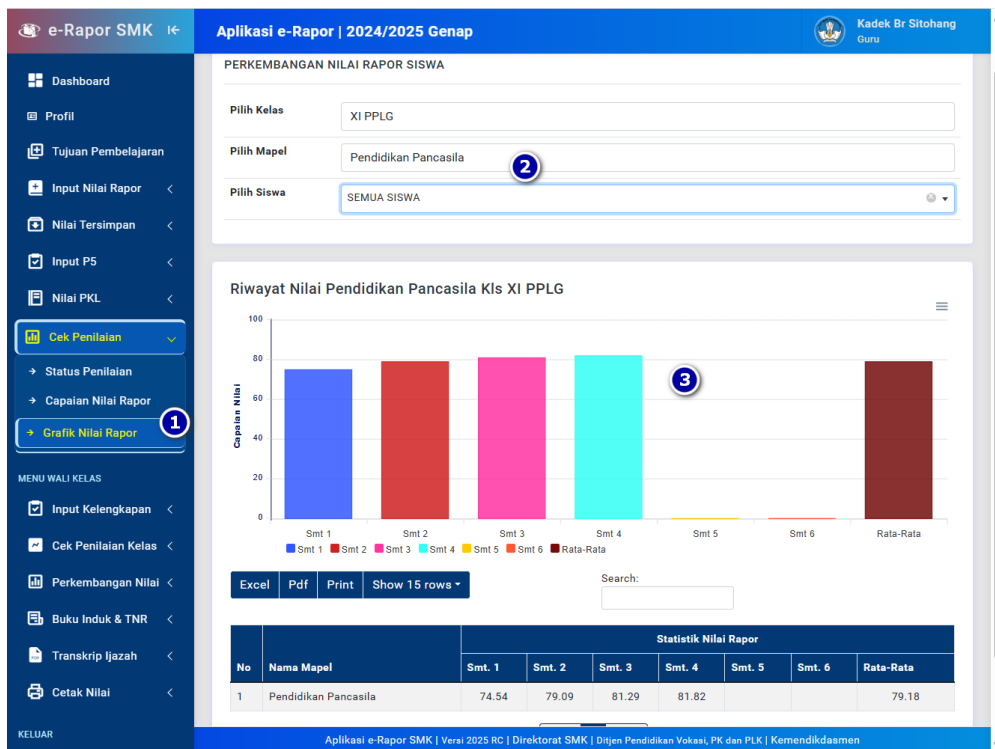 e-Rapor SMK
Aplikasi e-Rapor | 2024/2025 Genap
Kadek Br Sitohang
Guru
Dashboard
Profil
Tujuan Pembelajaran
Input Nilai Rapor
Nilai Tersimpan
Input P5
Nilai PKL
Cek Penilaian
Status Penilaian
Capaian Nilai Rapor
Grafik Nilai Rapor
1
MENU WALI KELAS
Input Kelengkapan
Cek Penilaian Kelas
Perkembangan Nilai
Buku Induk & TNR
Transkrip Ijazah
Cetak Nilai
KELUAR
PERKEMBANGAN NILAI RAPOR SISWA
Pilih Kelas
XI PPLG
Pilih Mapel
Pendidikan Pancasila
2
Pilih Siswa
SEMUA SISWA
Riwayat Nilai Pendidikan Pancasila Kls XI PPLG
Capaian Nilai
100
80
60
40
20
0
3
Smt 1 Smt 2 Smt 3 Smt 4 Smt 5 Smt 6 Rata-Rata
Smt 1 Smt 2 Smt 3 Smt 4 Smt 5 Smt 6 Rata-Rata
Excel Pdf Print Show 15 rows
Search:
Statistik Nilai Rapor
No Nama Mapel Smt. 1 Smt. 2 Smt. 3 Smt. 4 Smt. 5 Smt. 6 Rata-Rata
1 Pendidikan Pancasila 74.54 79.09 81.29 81.82 79.18
Aplikasi e-Rapor SMK | Versi 2025 RC | Direktorat SMK | Ditjen Pendidikan Vokasi, PK dan PLK | Kemendikdasmen